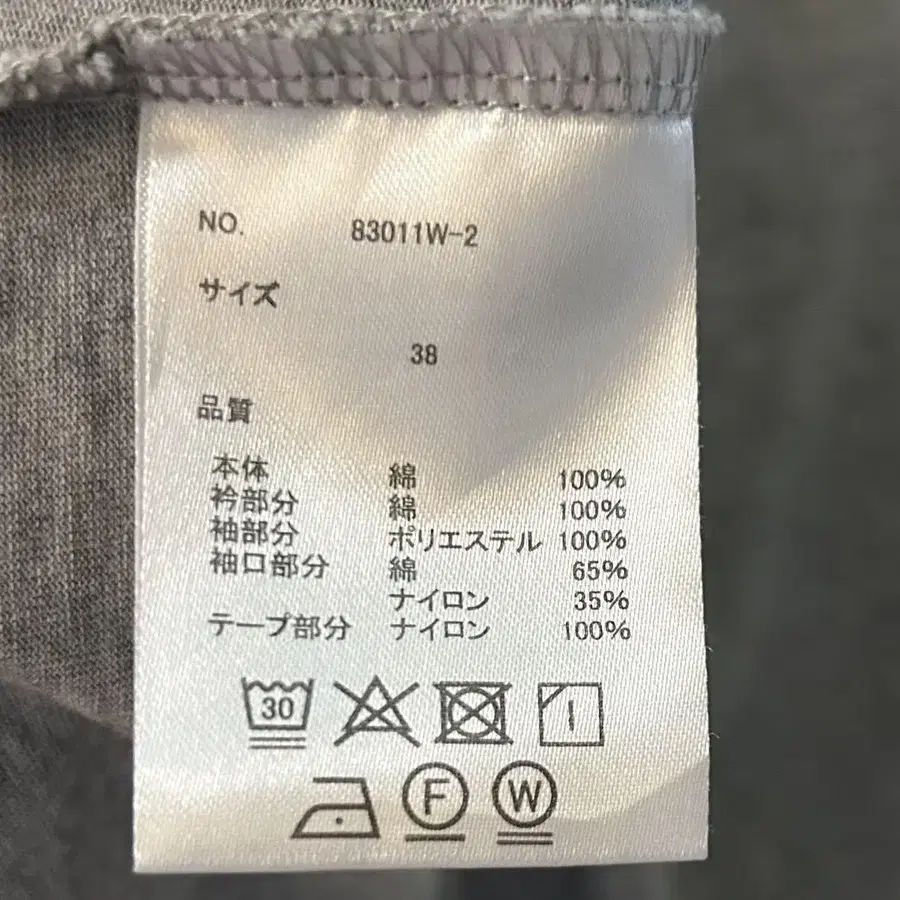 NO. 83011W-2
サイズ
38
品質
本体 綿 100%
衿部分 綿 100%
袖部分 ポリエステル 100%
袖口部分 綿 65%
ナイロン 35%
テープ部分 ナイロン 100%
30
F W